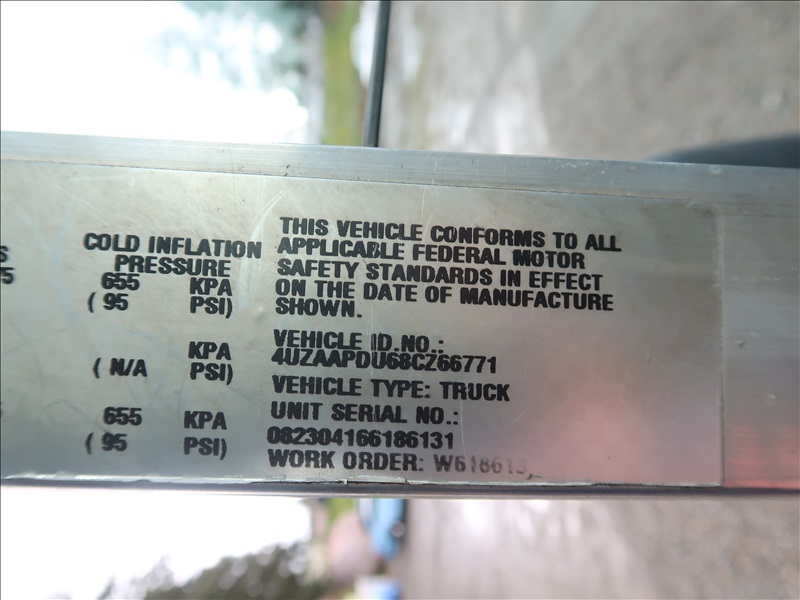 S
5
COLD INFLATION
PRESSURE
655 KPA
( 95 PSI)
KPA
( N/A PSI)
655 KPA
( 95 PSI)
THIS VEHICLE CONFORMS TO ALL
APPLICABLE FEDERAL MOTOR
SAFETY STANDARDS IN EFFECT
ON THE DATE OF MANUFACTURE
SHOWN.
VEHICLE ID.NO.:
4UZAAPDU68CZ66771
VEHICLE TYPE: TRUCK
UNIT SERIAL NO.:
082304166186131
WORK ORDER: W618613